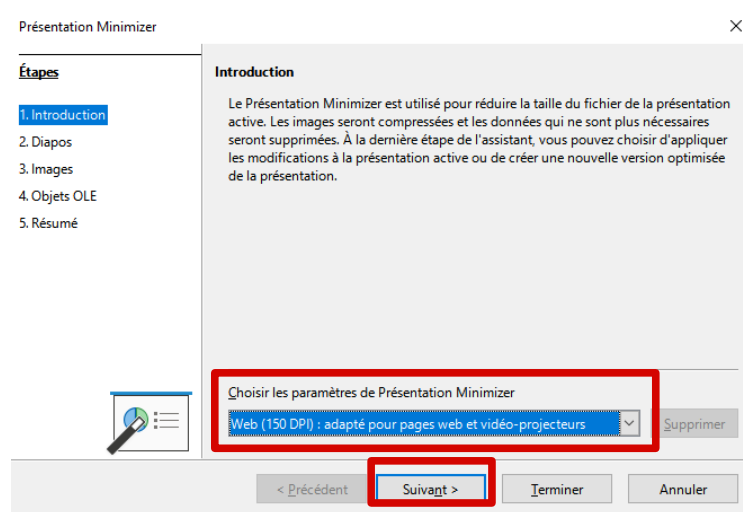 Présentation Minimizer
Étapes
1. Introduction
2. Diapos
3. Images
4. Objets OLE
5. Résumé
Introduction
Le Présentation Minimizer est utilisé pour réduire la taille du fichier de la présentation
active. Les images seront compressées et les données qui ne sont plus nécessaires
seront supprimées. À la dernière étape de l'assistant, vous pouvez choisir d'appliquer
les modifications à la présentation active ou de créer une nouvelle version optimisée
de la présentation.
Choisir les paramètres de Présentation Minimizer
Web (150 DPI) : adapté pour pages web et vidéo-projecteurs
Supprimer
< Précédent
Suivant >
Terminer
Annuler